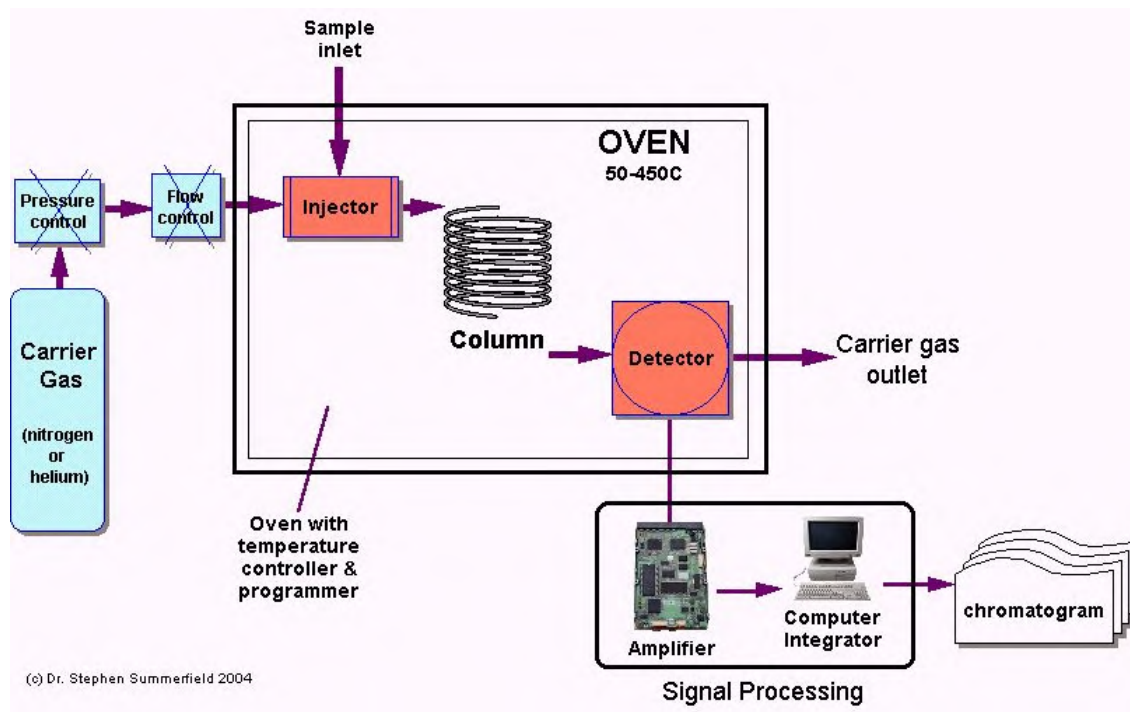 Sample
inlet
OVEN
50-450C
Pressure
control
Flow
control
Injector
Carrier
Gas
(nitrogen
or
helium)
Column
Detector
Carrier gas
outlet
Oven with
temperature
controller &
programmer
Amplifier
Computer
Integrator
chromatogram
Signal Processing
(c) Dr. Stephen Summerfield 2004